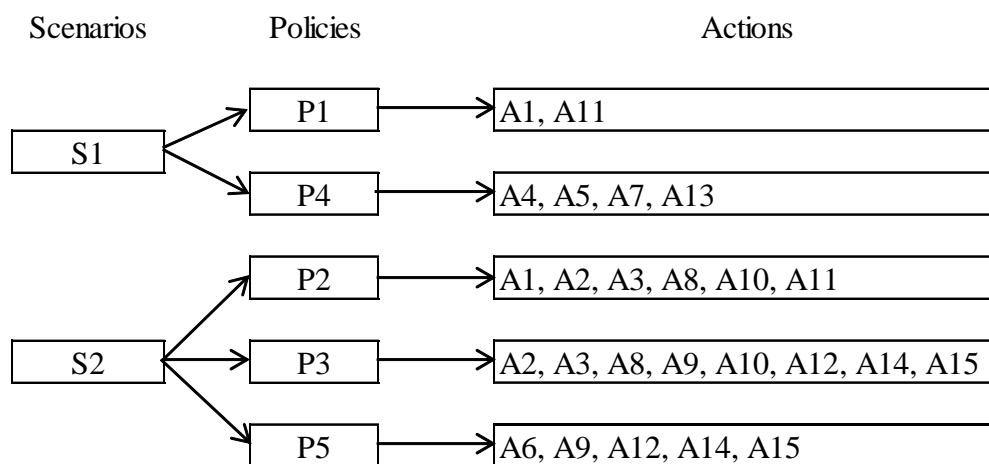 Scenarios Policies Actions
P1 A1, A11
S1
P4 A4, A5, A7, A13
P2 A1, A2, A3, A8, A10, A11
S2 P3 A2, A3, A8, A9, A10, A12, A14, A15
P5 A6, A9, A12, A14, A15